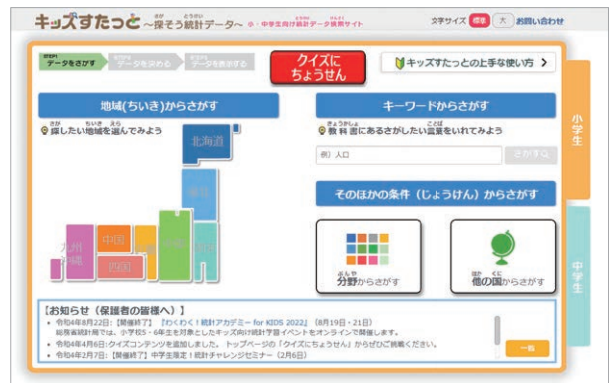 キッズすたっと ～探そう統計データ～ 小・中学生向け統計データ検索サイト
文字サイズ 標準 大 お問い合わせ
STEP1 データをさがす
データを決める
データを表示する
クイズにちょうせん
キッズすたっとの上手な使い方
地域(ちいき)からさがす
探したい地域を選んでみよう
北海道
中国
四国
九州
沖縄
キーワードからさがす
教科書にあるさがしたい言葉をいれてみよう
例）人口
さがす
そのほかの条件（じょうけん）からさがす
分野からさがす
他の国からさがす
小学生
中学生
【お知らせ（保護者の皆様へ）】
• 令和4年8月22日:【開催終了】『わくわく！統計アカデミー for KIDS 2022』（8月19日・21日）
総務省統計局では、小学校5・6年生を対象としたキッズ向け統計学習イベントをオンラインで開催します。
• 令和4年4月6日:クイズコンテンツを追加しました。トップページの「クイズにちょうせん」からぜひご挑戦ください。
• 令和4年2月7日:【開催終了】中学生限定！統計チャレンジセミナー（2月6日）
一覧